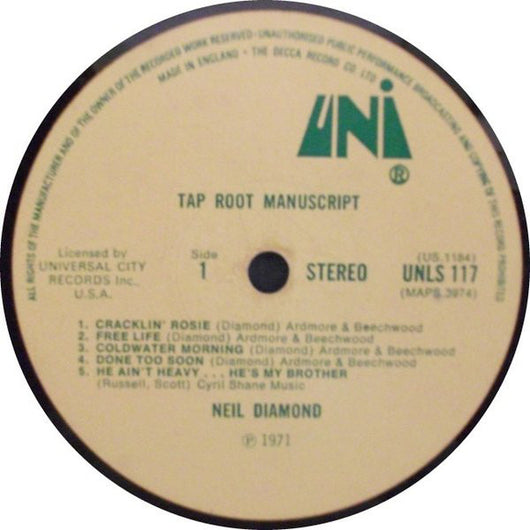 ALL RIGHTS OF THE MANUFACTURER AND OF THE OWNER OF THE RECORDED WORK RESERVED · UNAUTHORISED PUBLIC PERFORMANCE BROADCASTING AND COPYING OF THIS RECORD PROHIBITED
MADE IN ENGLAND · THE DECCA RECORD CO LTD
UNI
®
TAP ROOT MANUSCRIPT
Licensed by
UNIVERSAL CITY
RECORDS Inc.,
U.S.A.
Side
1
STEREO
(US.1184)
UNLS 117
(MAPS.3974)
1. CRACKLIN' ROSIE (Diamond) Ardmore & Beechwood
2. FREE LIFE (Diamond) Ardmore & Beechwood
3. COLDWATER MORNING (Diamond) Ardmore & Beechwood
4. DONE TOO SOON (Diamond) Ardmore & Beechwood
5. HE AIN'T HEAVY . . . HE'S MY BROTHER
(Russell, Scott) Cyril Shane Music
NEIL DIAMOND
℗ 1971